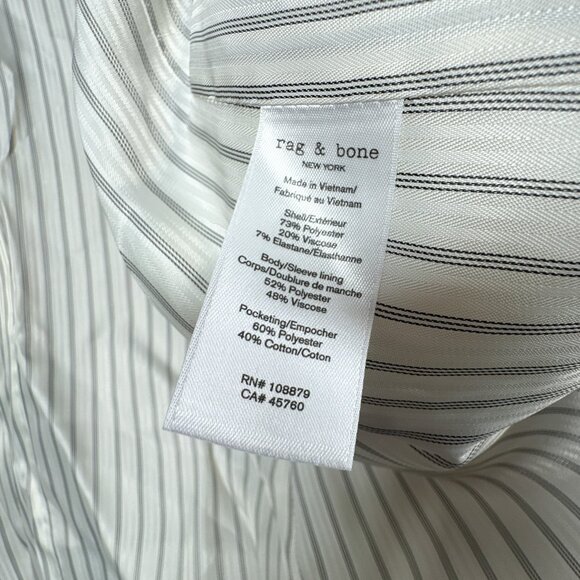 rag & bone
NEW YORK
Made in Vietnam/
Fabriqué au Vietnam
Shell/Extérieur
73% Polyester
20% Viscose
7% Elastane/Élasthanne
Body/Sleeve lining
Corps/Doublure de manche
52% Polyester
48% Viscose
Pocketing/Empocher
60% Polyester
40% Cotton/Coton
RN# 108879
CA# 45760